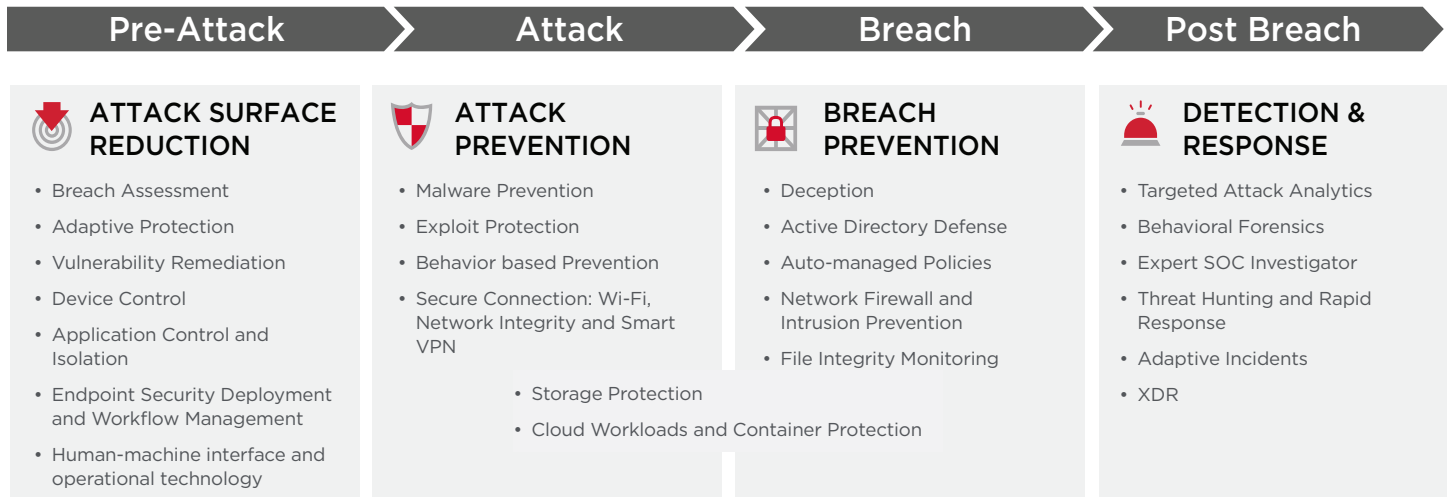 Pre-Attack
Attack
Breach
Post Breach
ATTACK SURFACE
REDUCTION
• Breach Assessment
• Adaptive Protection
• Vulnerability Remediation
• Device Control
• Application Control and
Isolation
• Endpoint Security Deployment
and Workflow Management
• Human-machine interface and
operational technology
ATTACK
PREVENTION
• Malware Prevention
• Exploit Protection
• Behavior based Prevention
• Secure Connection: Wi-Fi,
Network Integrity and Smart
VPN
BREACH
PREVENTION
• Deception
• Active Directory Defense
• Auto-managed Policies
• Network Firewall and
Intrusion Prevention
• File Integrity Monitoring
• Storage Protection
• Cloud Workloads and Container Protection
DETECTION &
RESPONSE
• Targeted Attack Analytics
• Behavioral Forensics
• Expert SOC Investigator
• Threat Hunting and Rapid
Response
• Adaptive Incidents
• XDR